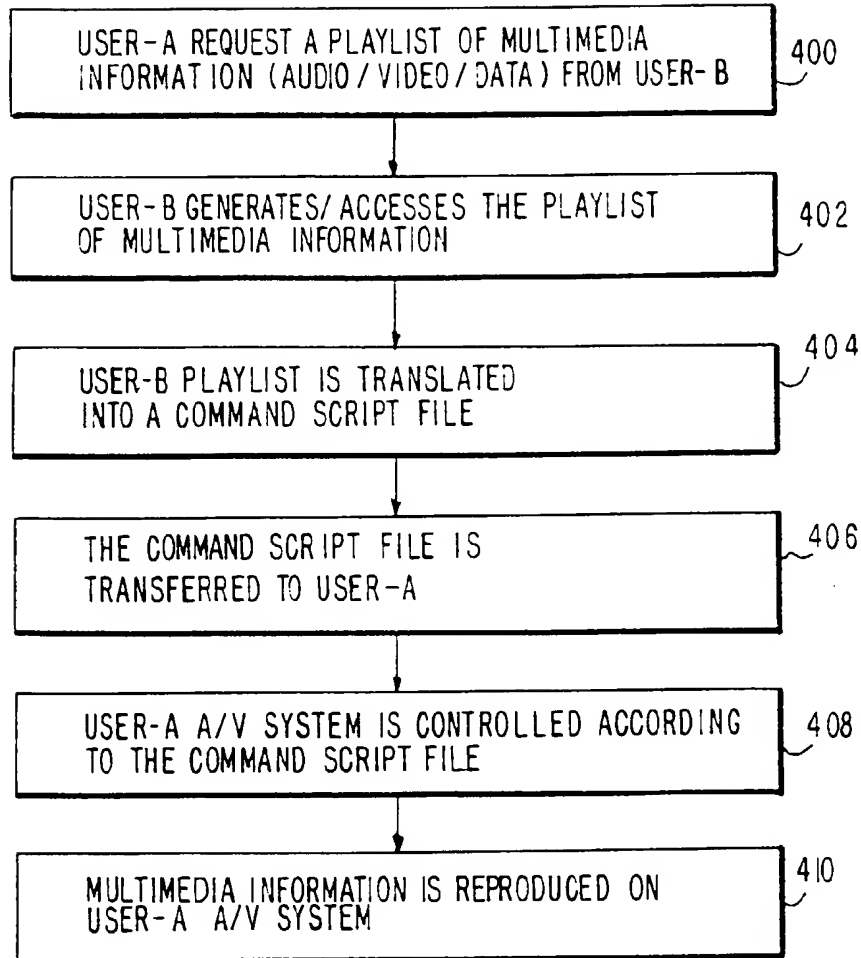 USER-A REQUEST A PLAYLIST OF MULTIMEDIA
INFORMATION (AUDIO/VIDEO/DATA) FROM USER-B
400
USER-B GENERATES/ACCESSES THE PLAYLIST
OF MULTIMEDIA INFORMATION
402
USER-B PLAYLIST IS TRANSLATED
INTO A COMMAND SCRIPT FILE
404
THE COMMAND SCRIPT FILE IS
TRANSFERRED TO USER-A
406
USER-A A/V SYSTEM IS CONTROLLED ACCORDING
TO THE COMMAND SCRIPT FILE
408
MULTIMEDIA INFORMATION IS REPRODUCED ON
USER-A A/V SYSTEM
410